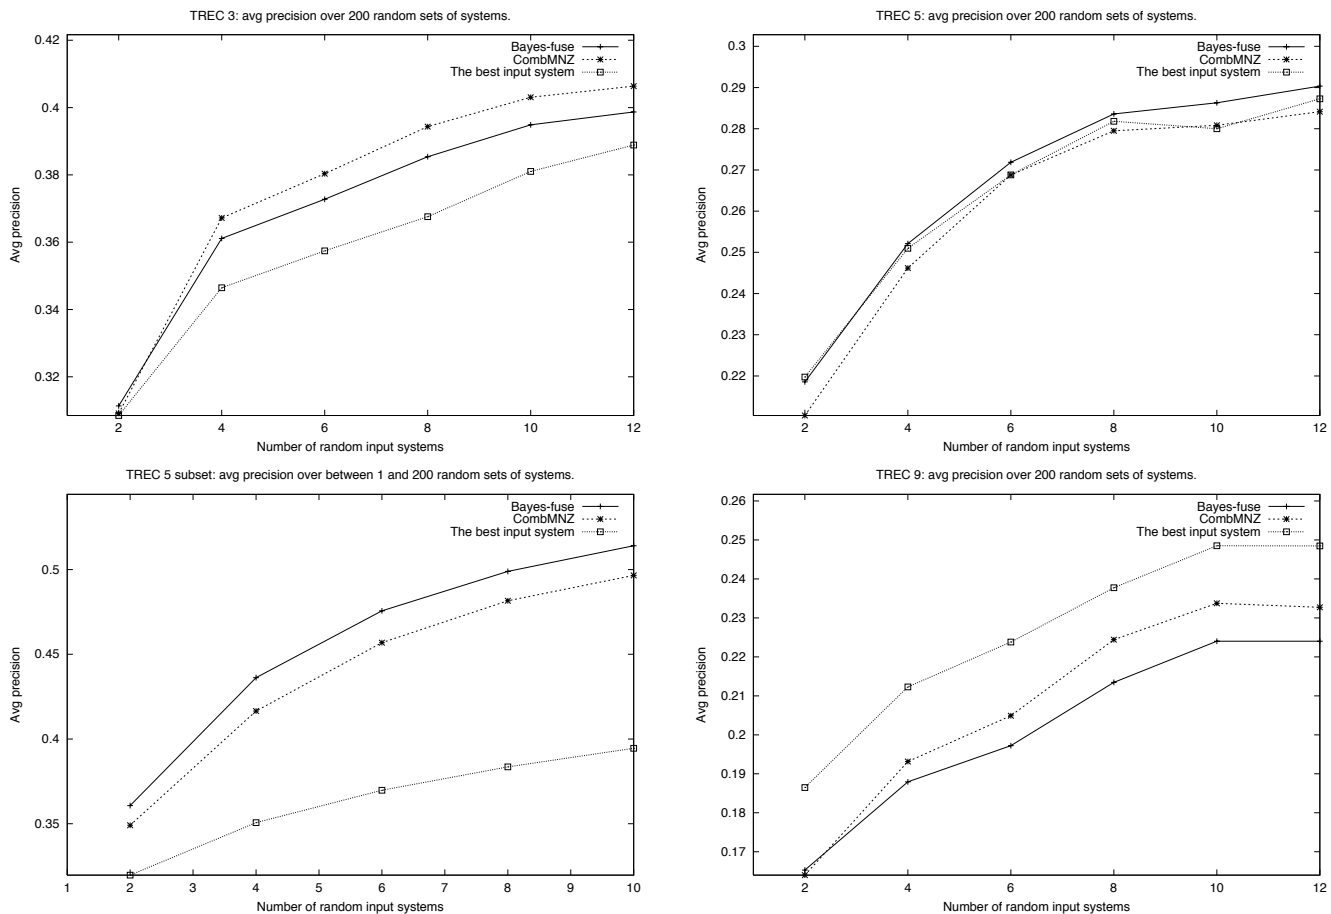 TREC 3: avg precision over 200 random sets of systems.
0.42
0.4
0.38
0.36
0.34
0.32
Avg precision
Bayes-fuse
CombMNZ
The best input system
2 4 6 8 10 12
Number of random input systems
TREC 5: avg precision over 200 random sets of systems.
0.3
0.29
0.28
0.27
0.26
0.25
0.24
0.23
0.22
Avg precision
Bayes-fuse
CombMNZ
The best input system
2 4 6 8 10 12
Number of random input systems
TREC 5 subset: avg precision over between 1 and 200 random sets of systems.
0.5
0.45
0.4
0.35
Avg precision
Bayes-fuse
CombMNZ
The best input system
1 2 3 4 5 6 7 8 9 10
Number of random input systems
TREC 9: avg precision over 200 random sets of systems.
0.26
0.25
0.24
0.23
0.22
0.21
0.2
0.19
0.18
0.17
Avg precision
Bayes-fuse
CombMNZ
The best input system
2 4 6 8 10 12
Number of random input systems